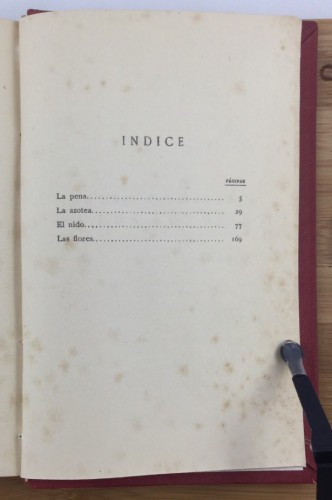 INDICE
PÁGINAS
La pena........................................ 5
La azotea...................................... 29
El nido........................................ 77
Las flores..................................... 169